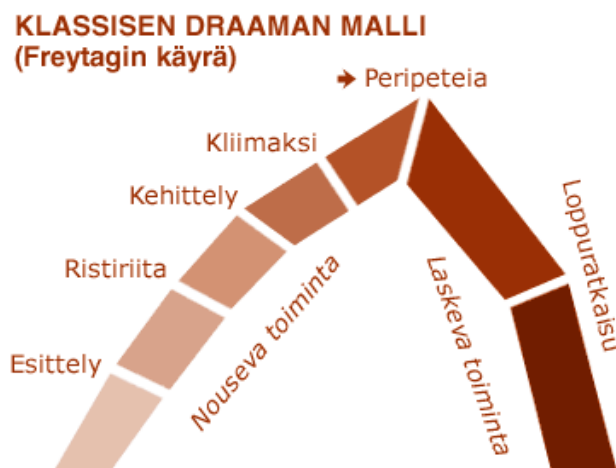 KLASSISEN DRAAMAN MALLI
(Freytagin käyrä)
Peripeteia
Kliimaksi
Kehittely
Ristiriita
Esittely
Nouseva toiminta
Laskeva toiminta
Loppuratkaisu